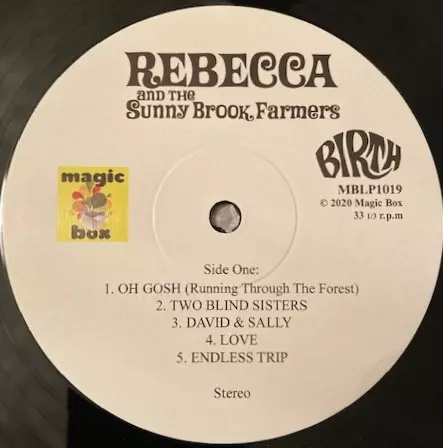 REBECCA
AND THE
SUNNY BROOK FARMERS
BIRTH
magic
box
MBLP1019
© 2020 Magic Box
33 1/3 r.p.m
Side One:
1. OH GOSH (Running Through The Forest)
2. TWO BLIND SISTERS
3. DAVID & SALLY
4. LOVE
5. ENDLESS TRIP
Stereo